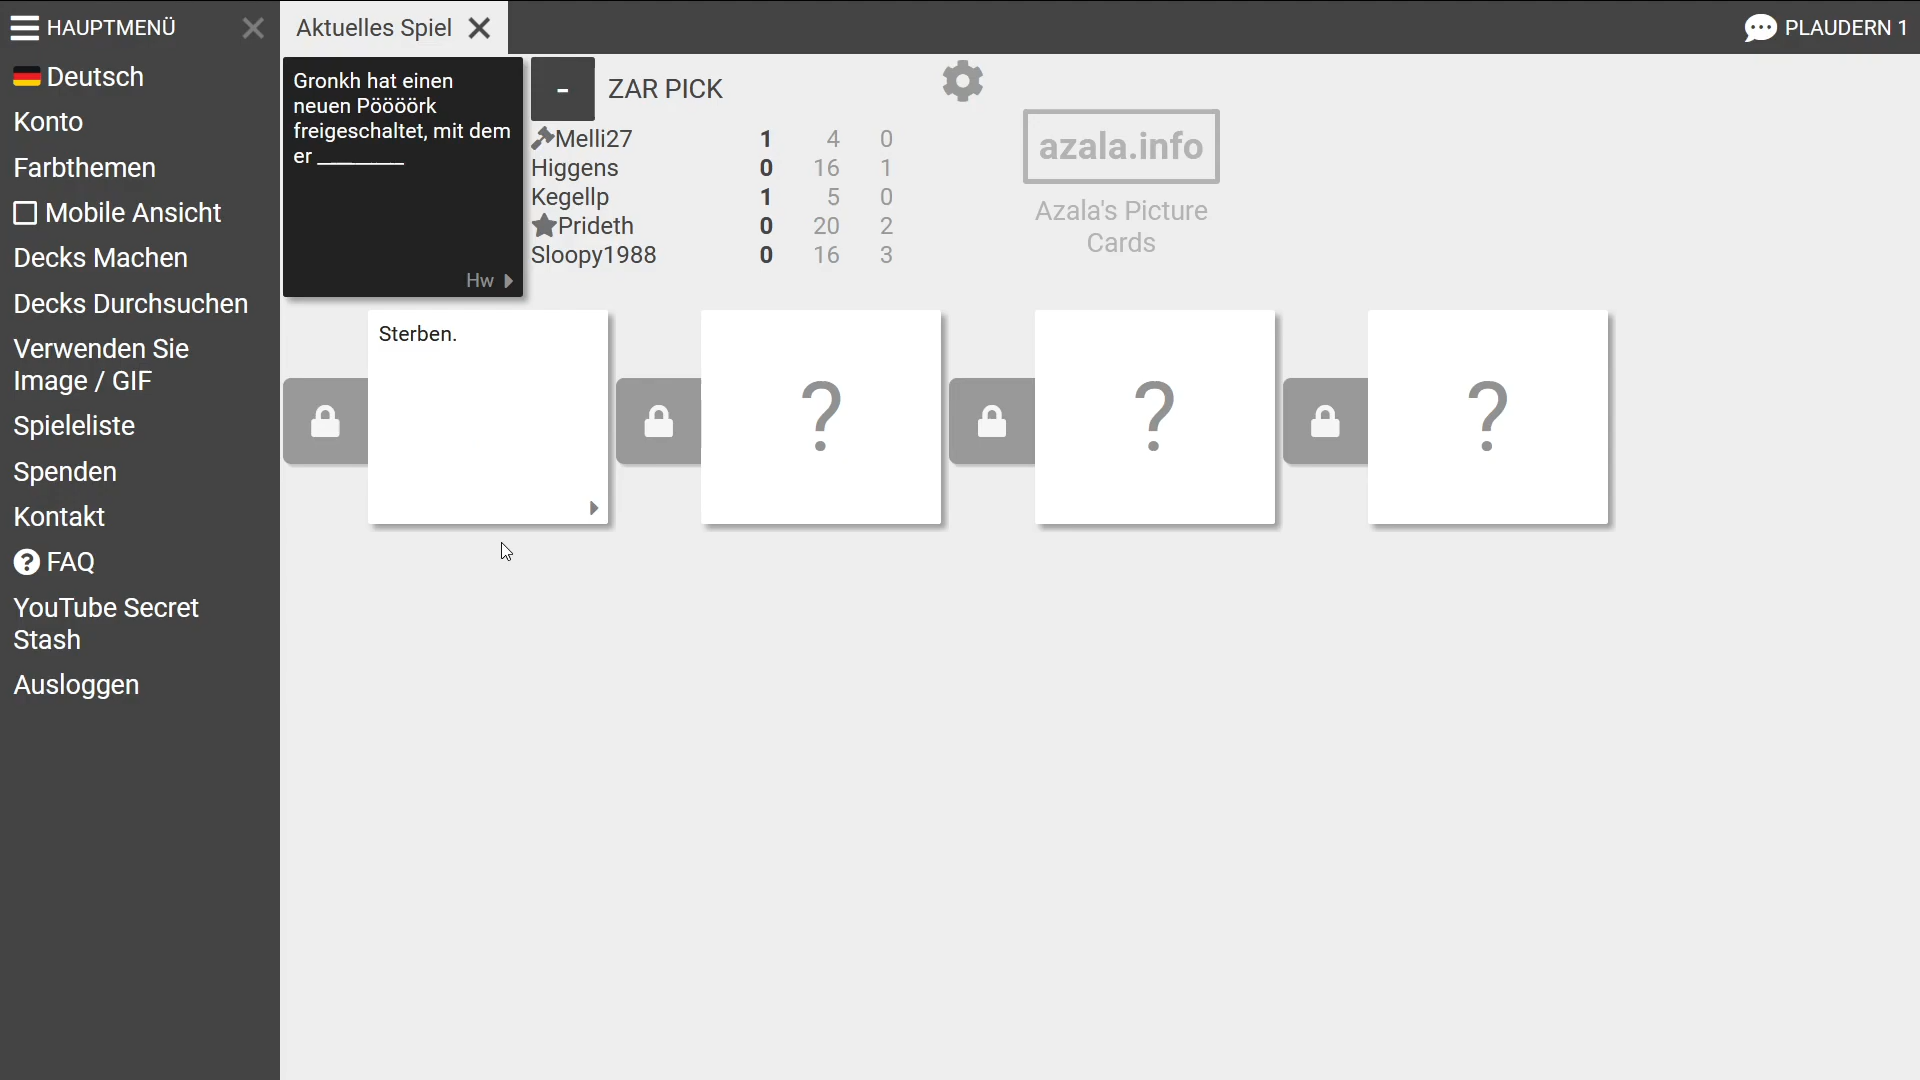 HAUPTMENÜ
Aktuelles Spiel
PLAUDERN 1
Deutsch
Konto
Farbthemen
Mobile Ansicht
Decks Machen
Decks Durchsuchen
Verwenden Sie
Image / GIF
Spieleliste
Spenden
Kontakt
FAQ
YouTube Secret
Stash
Ausloggen
Gronkh hat einen
neuen Pöööörk
freigeschaltet, mit dem
er ________
Hw
- ZAR PICK
Melli27 1 4 0
Higgens 0 16 1
Kegellp 1 5 0
Prideth 0 20 2
Sloopy1988 0 16 3
azala.info
Azala's Picture
Cards
Sterben.
?
?
?